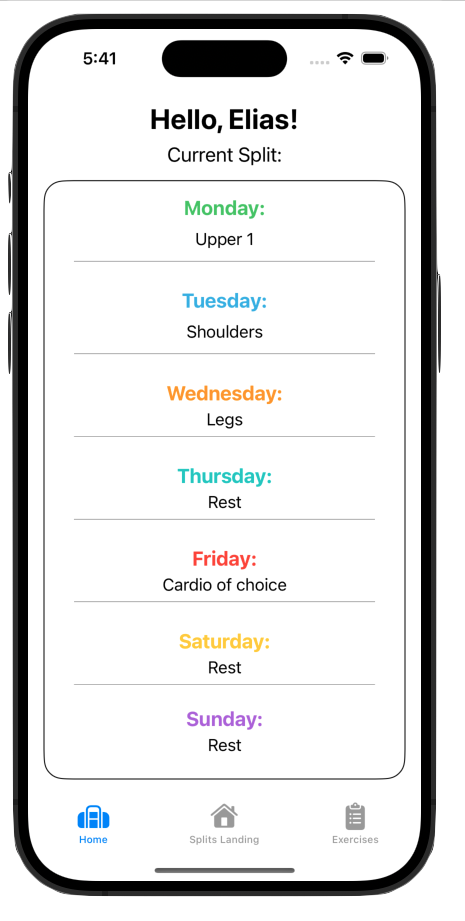 5:41
Hello, Elias!
Current Split:
Monday:
Upper 1
Tuesday:
Shoulders
Wednesday:
Legs
Thursday:
Rest
Friday:
Cardio of choice
Saturday:
Rest
Sunday:
Rest
Home
Splits Landing
Exercises